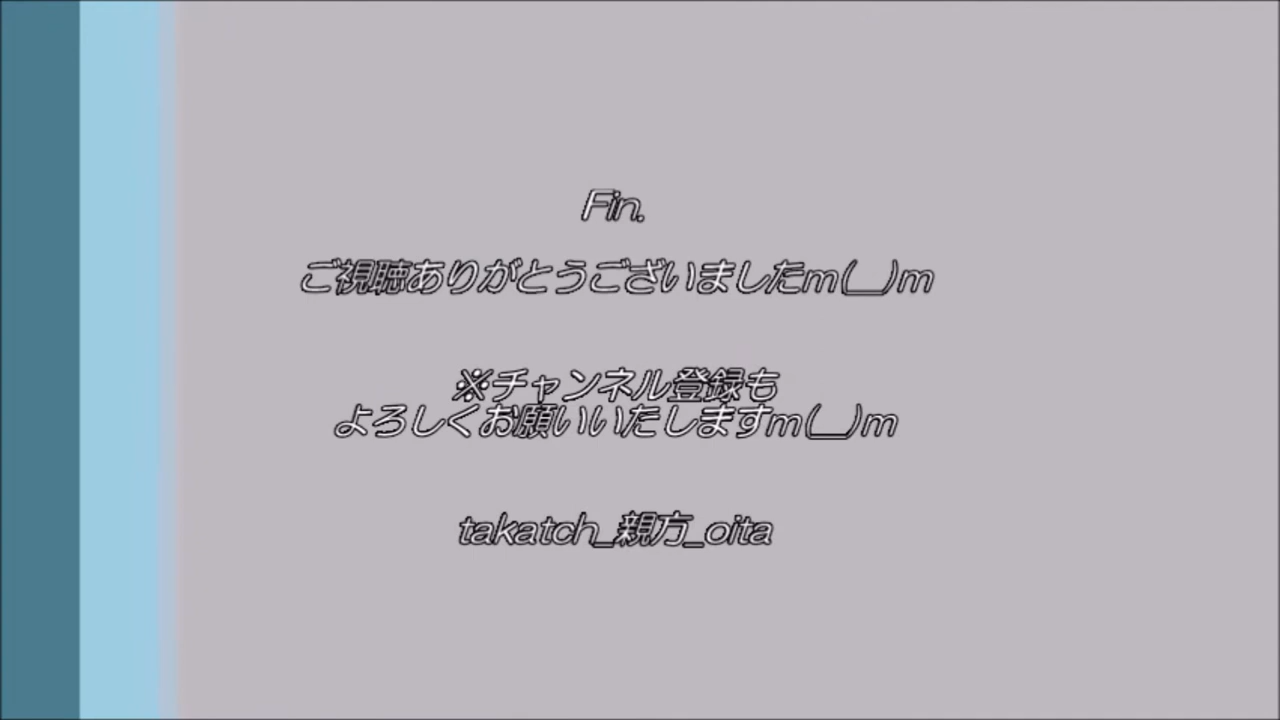 Fin.
ご視聴ありがとうございましたm(__)m
※チャンネル登録も
よろしくお願いいたしますm(__)m
takatch_親方_oita